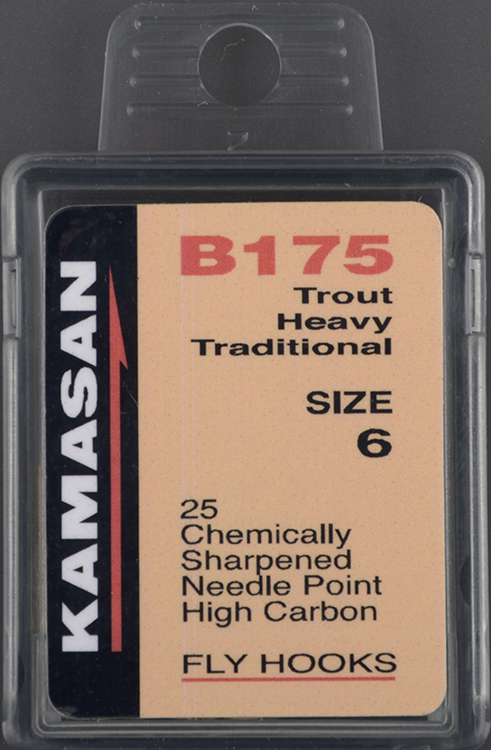 KAMASAN
B175
Trout
Heavy
Traditional
SIZE
6
25
Chemically
Sharpened
Needle Point
High Carbon
FLY HOOKS